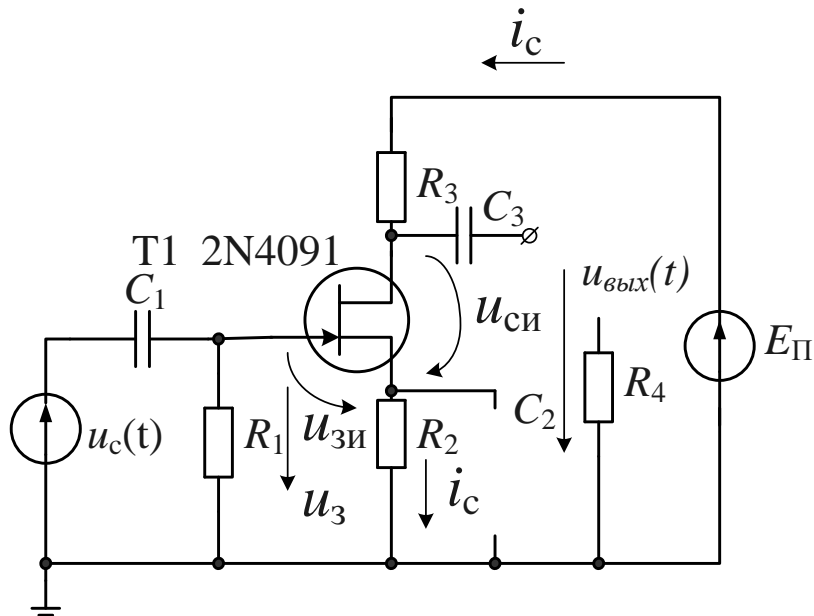 i_с
R_3
C_3
T1 2N4091
C_1
u_вых(t)
u_си
E_П
R_4
u_с(t)
R_1
u_зи
R_2
C_2
u_з
i_с